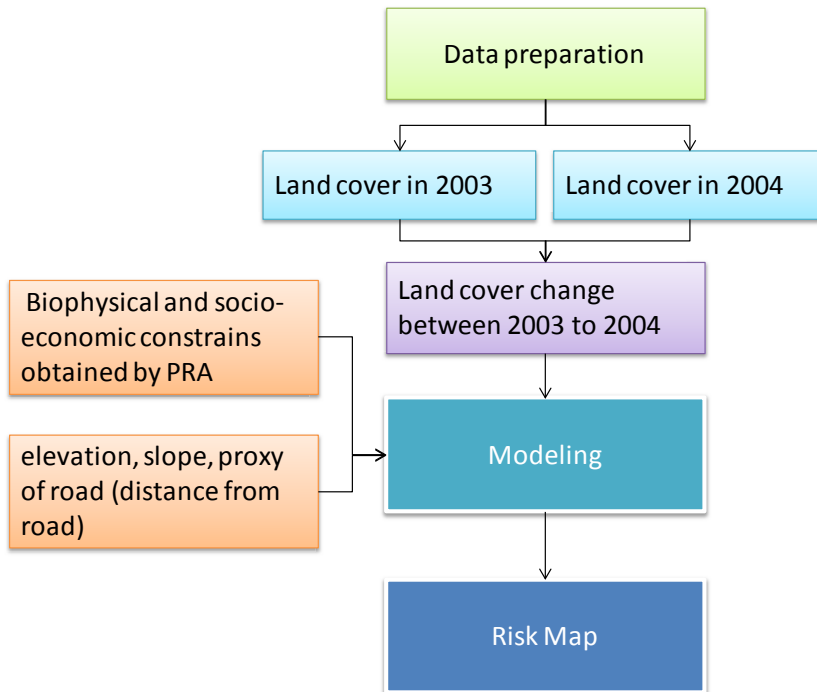 Data preparation
Land cover in 2003
Land cover in 2004
Land cover change
between 2003 to 2004
Biophysical and socio-
economic constrains
obtained by PRA
elevation, slope, proxy
of road (distance from
road)
Modeling
Risk Map